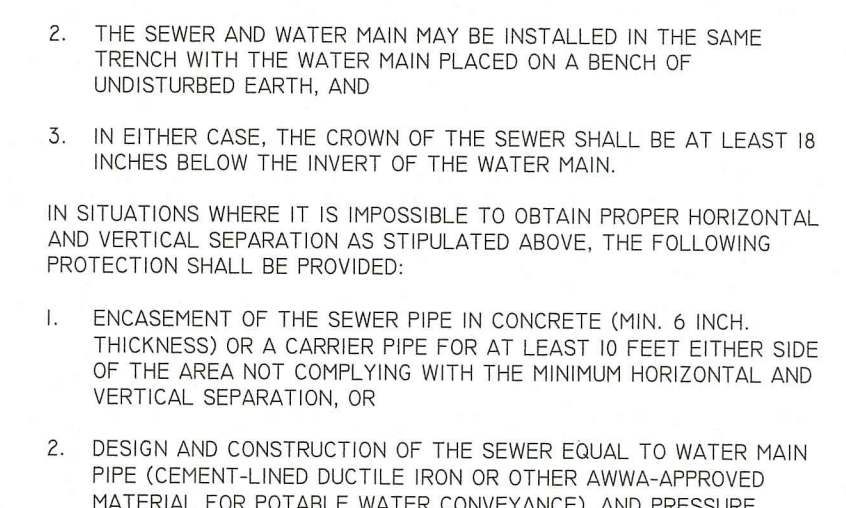 2. THE SEWER AND WATER MAIN MAY BE INSTALLED IN THE SAME
TRENCH WITH THE WATER MAIN PLACED ON A BENCH OF
UNDISTURBED EARTH, AND
3. IN EITHER CASE, THE CROWN OF THE SEWER SHALL BE AT LEAST 18
INCHES BELOW THE INVERT OF THE WATER MAIN.
IN SITUATIONS WHERE IT IS IMPOSSIBLE TO OBTAIN PROPER HORIZONTAL
AND VERTICAL SEPARATION AS STIPULATED ABOVE, THE FOLLOWING
PROTECTION SHALL BE PROVIDED:
1. ENCASEMENT OF THE SEWER PIPE IN CONCRETE (MIN. 6 INCH.
THICKNESS) OR A CARRIER PIPE FOR AT LEAST 10 FEET EITHER SIDE
OF THE AREA NOT COMPLYING WITH THE MINIMUM HORIZONTAL AND
VERTICAL SEPARATION, OR
2. DESIGN AND CONSTRUCTION OF THE SEWER EQUAL TO WATER MAIN
PIPE (CEMENT-LINED DUCTILE IRON OR OTHER AWWA-APPROVED
MATERIAL FOR POTABLE WATER CONVEYANCE) AND PRESSURE